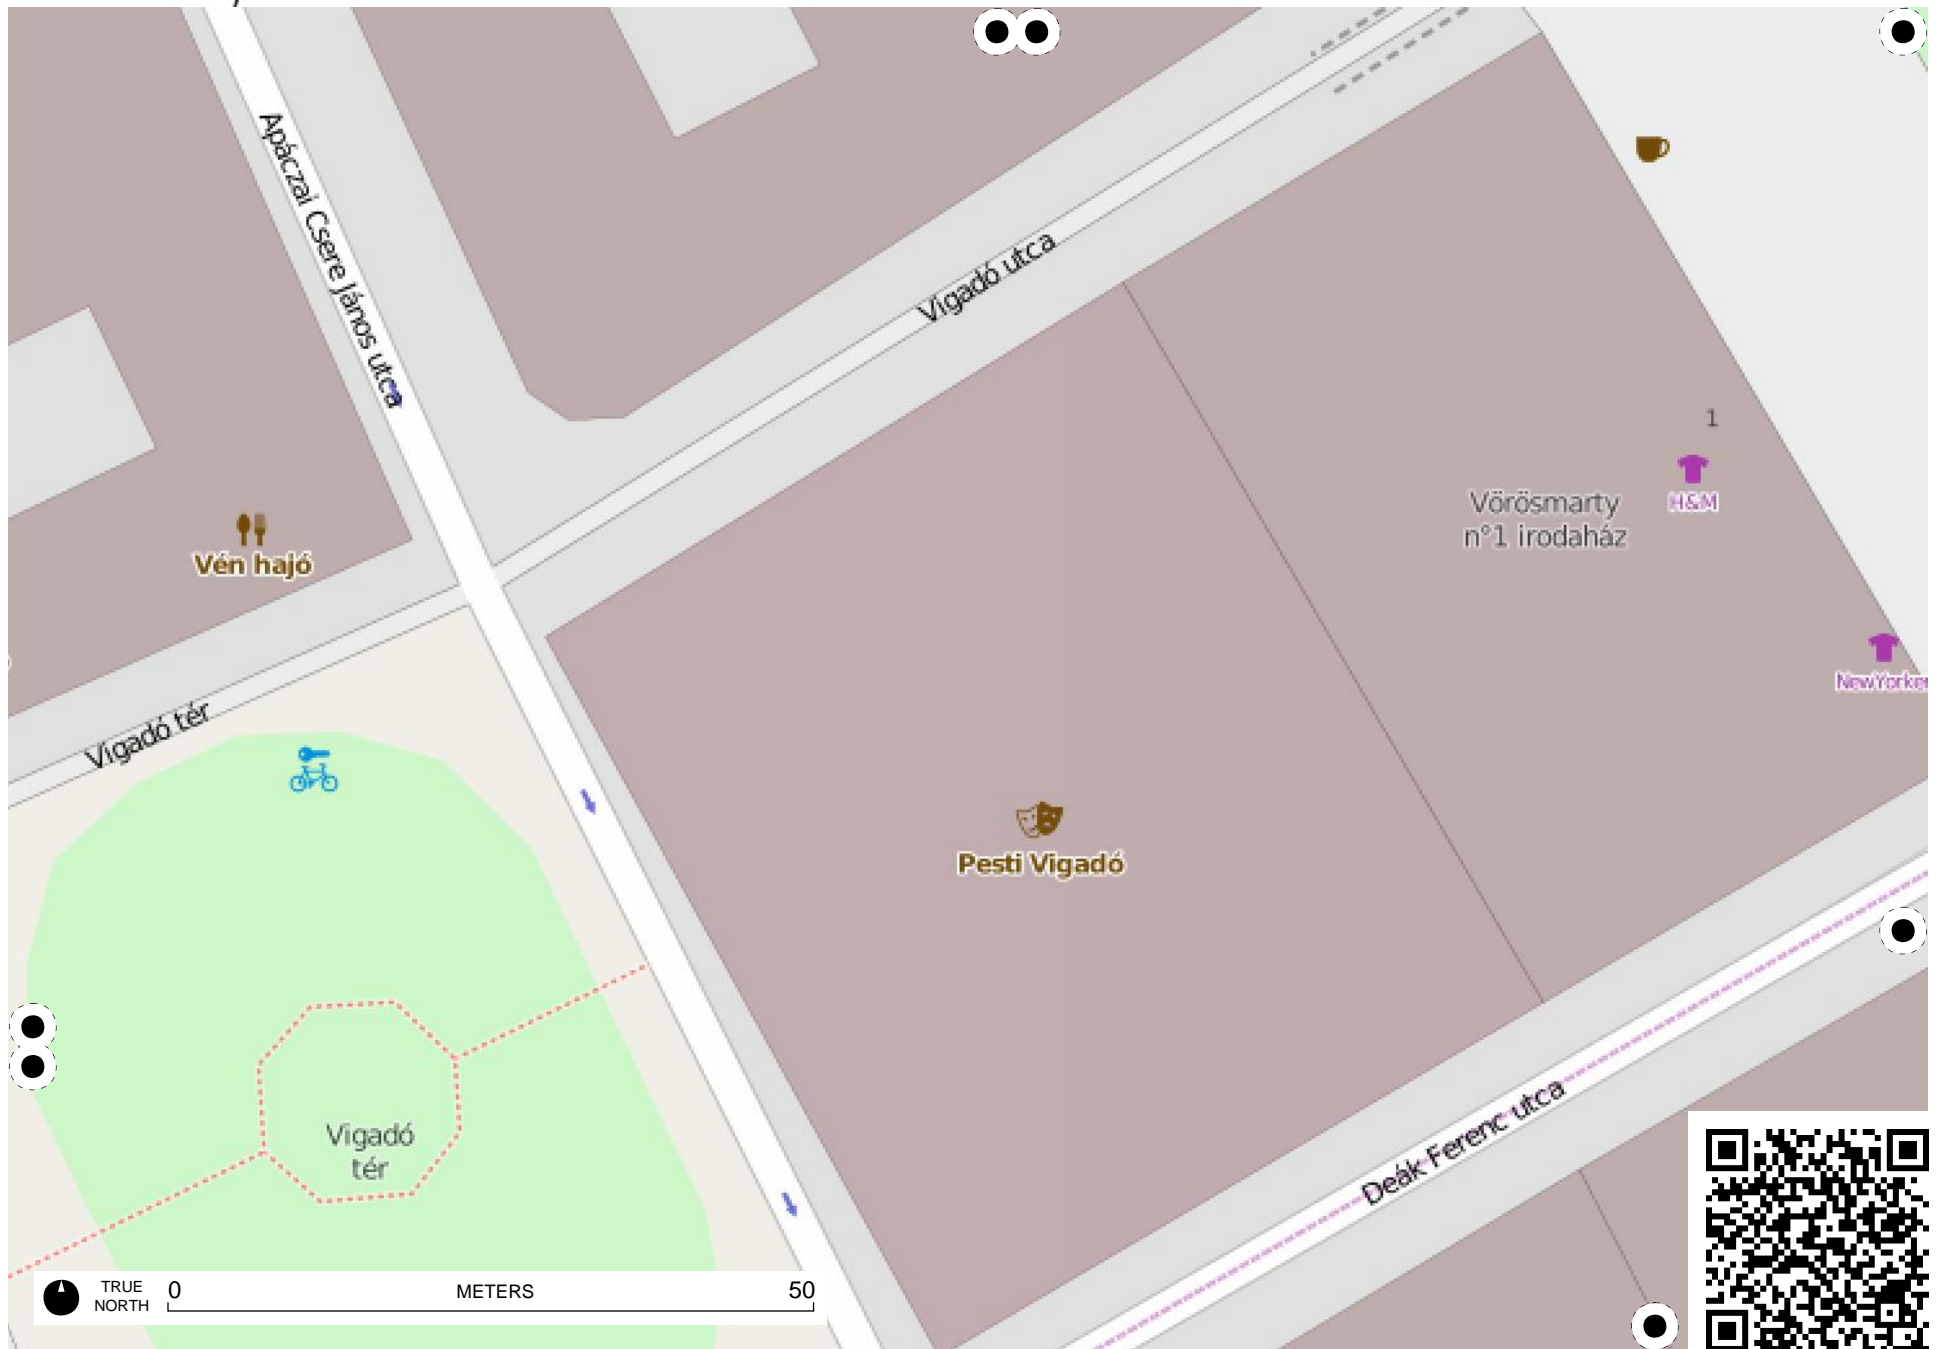 Apáczai Csere János utca
Vigadó utca
1
H&M
Vörösmarty
n°1 irodaház
Vén hajó
NewYorker
Vigadó tér
Pesti Vigadó
Deák Ferenc utca
Vigadó
tér
TRUE
NORTH
0
METERS
50